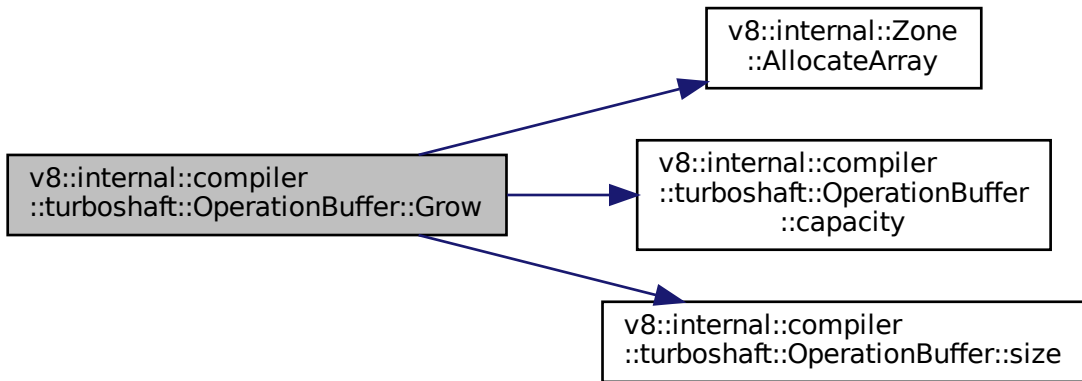 v8::internal::compiler
::turboshaft::OperationBuffer::Grow
v8::internal::Zone
::AllocateArray
v8::internal::compiler
::turboshaft::OperationBuffer
::capacity
v8::internal::compiler
::turboshaft::OperationBuffer::size